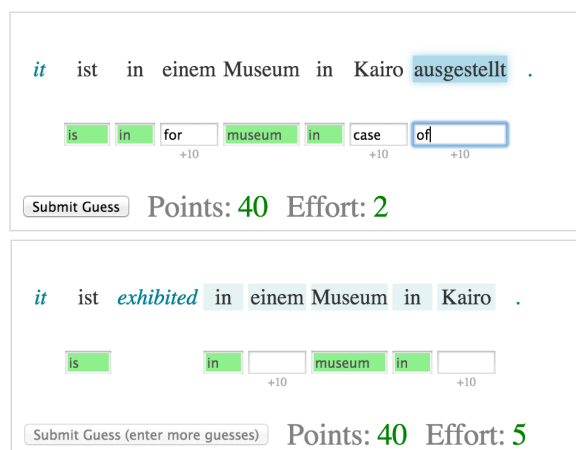 it ist in einem Museum in Kairo ausgestellt .
is in for museum in case of
+10 +10 +10
Submit Guess Points: 40 Effort: 2
it ist exhibited in einem Museum in Kairo .
is in museum in
+10 +10
Submit Guess (enter more guesses) Points: 40 Effort: 5